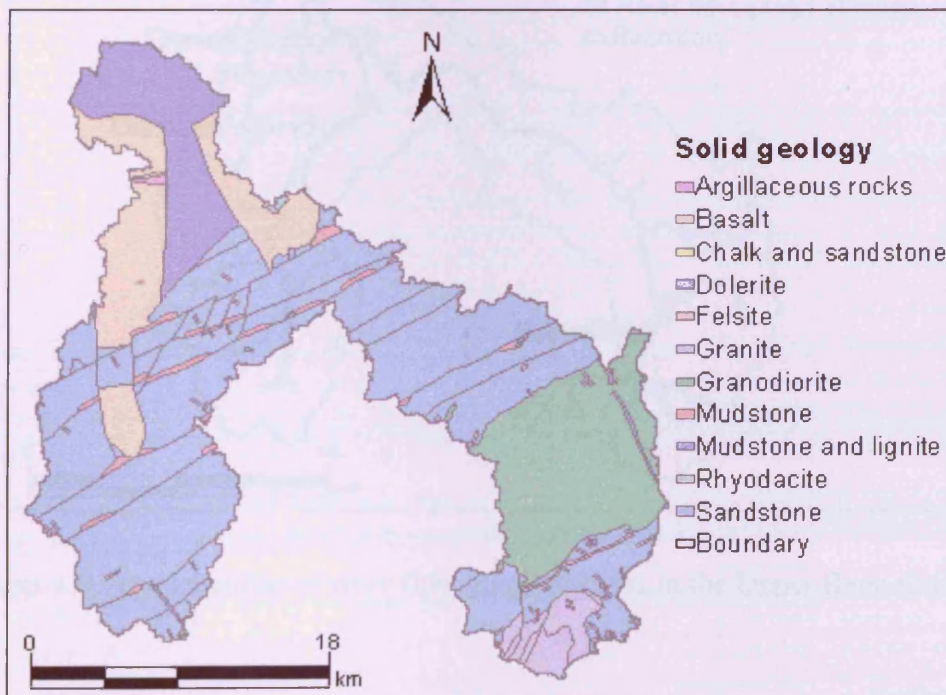 N
Solid geology
Argillaceous rocks
Basalt
Chalk and sandstone
Dolerite
Felsite
Granite
Granodiorite
Mudstone
Mudstone and lignite
Rhyodacite
Sandstone
Boundary
0 18
km